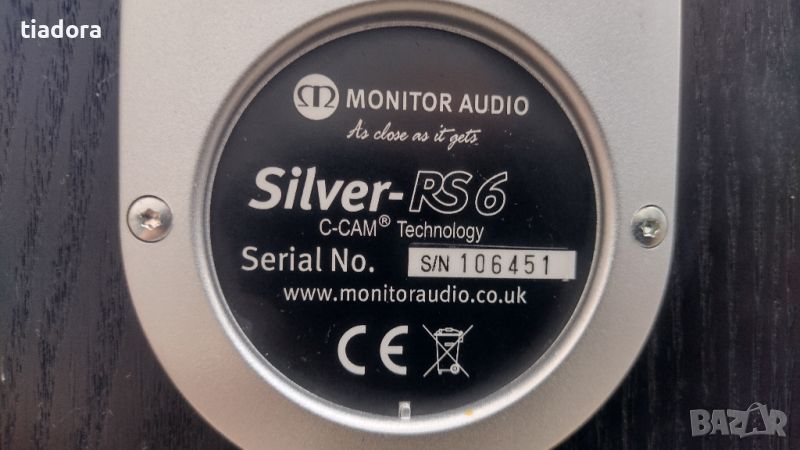 tiadora
MONITOR AUDIO
As close as it gets
Silver-RS6
C-CAM® Technology
Serial No. S/N 106451
www.monitoraudio.co.uk
CE
BAZAR